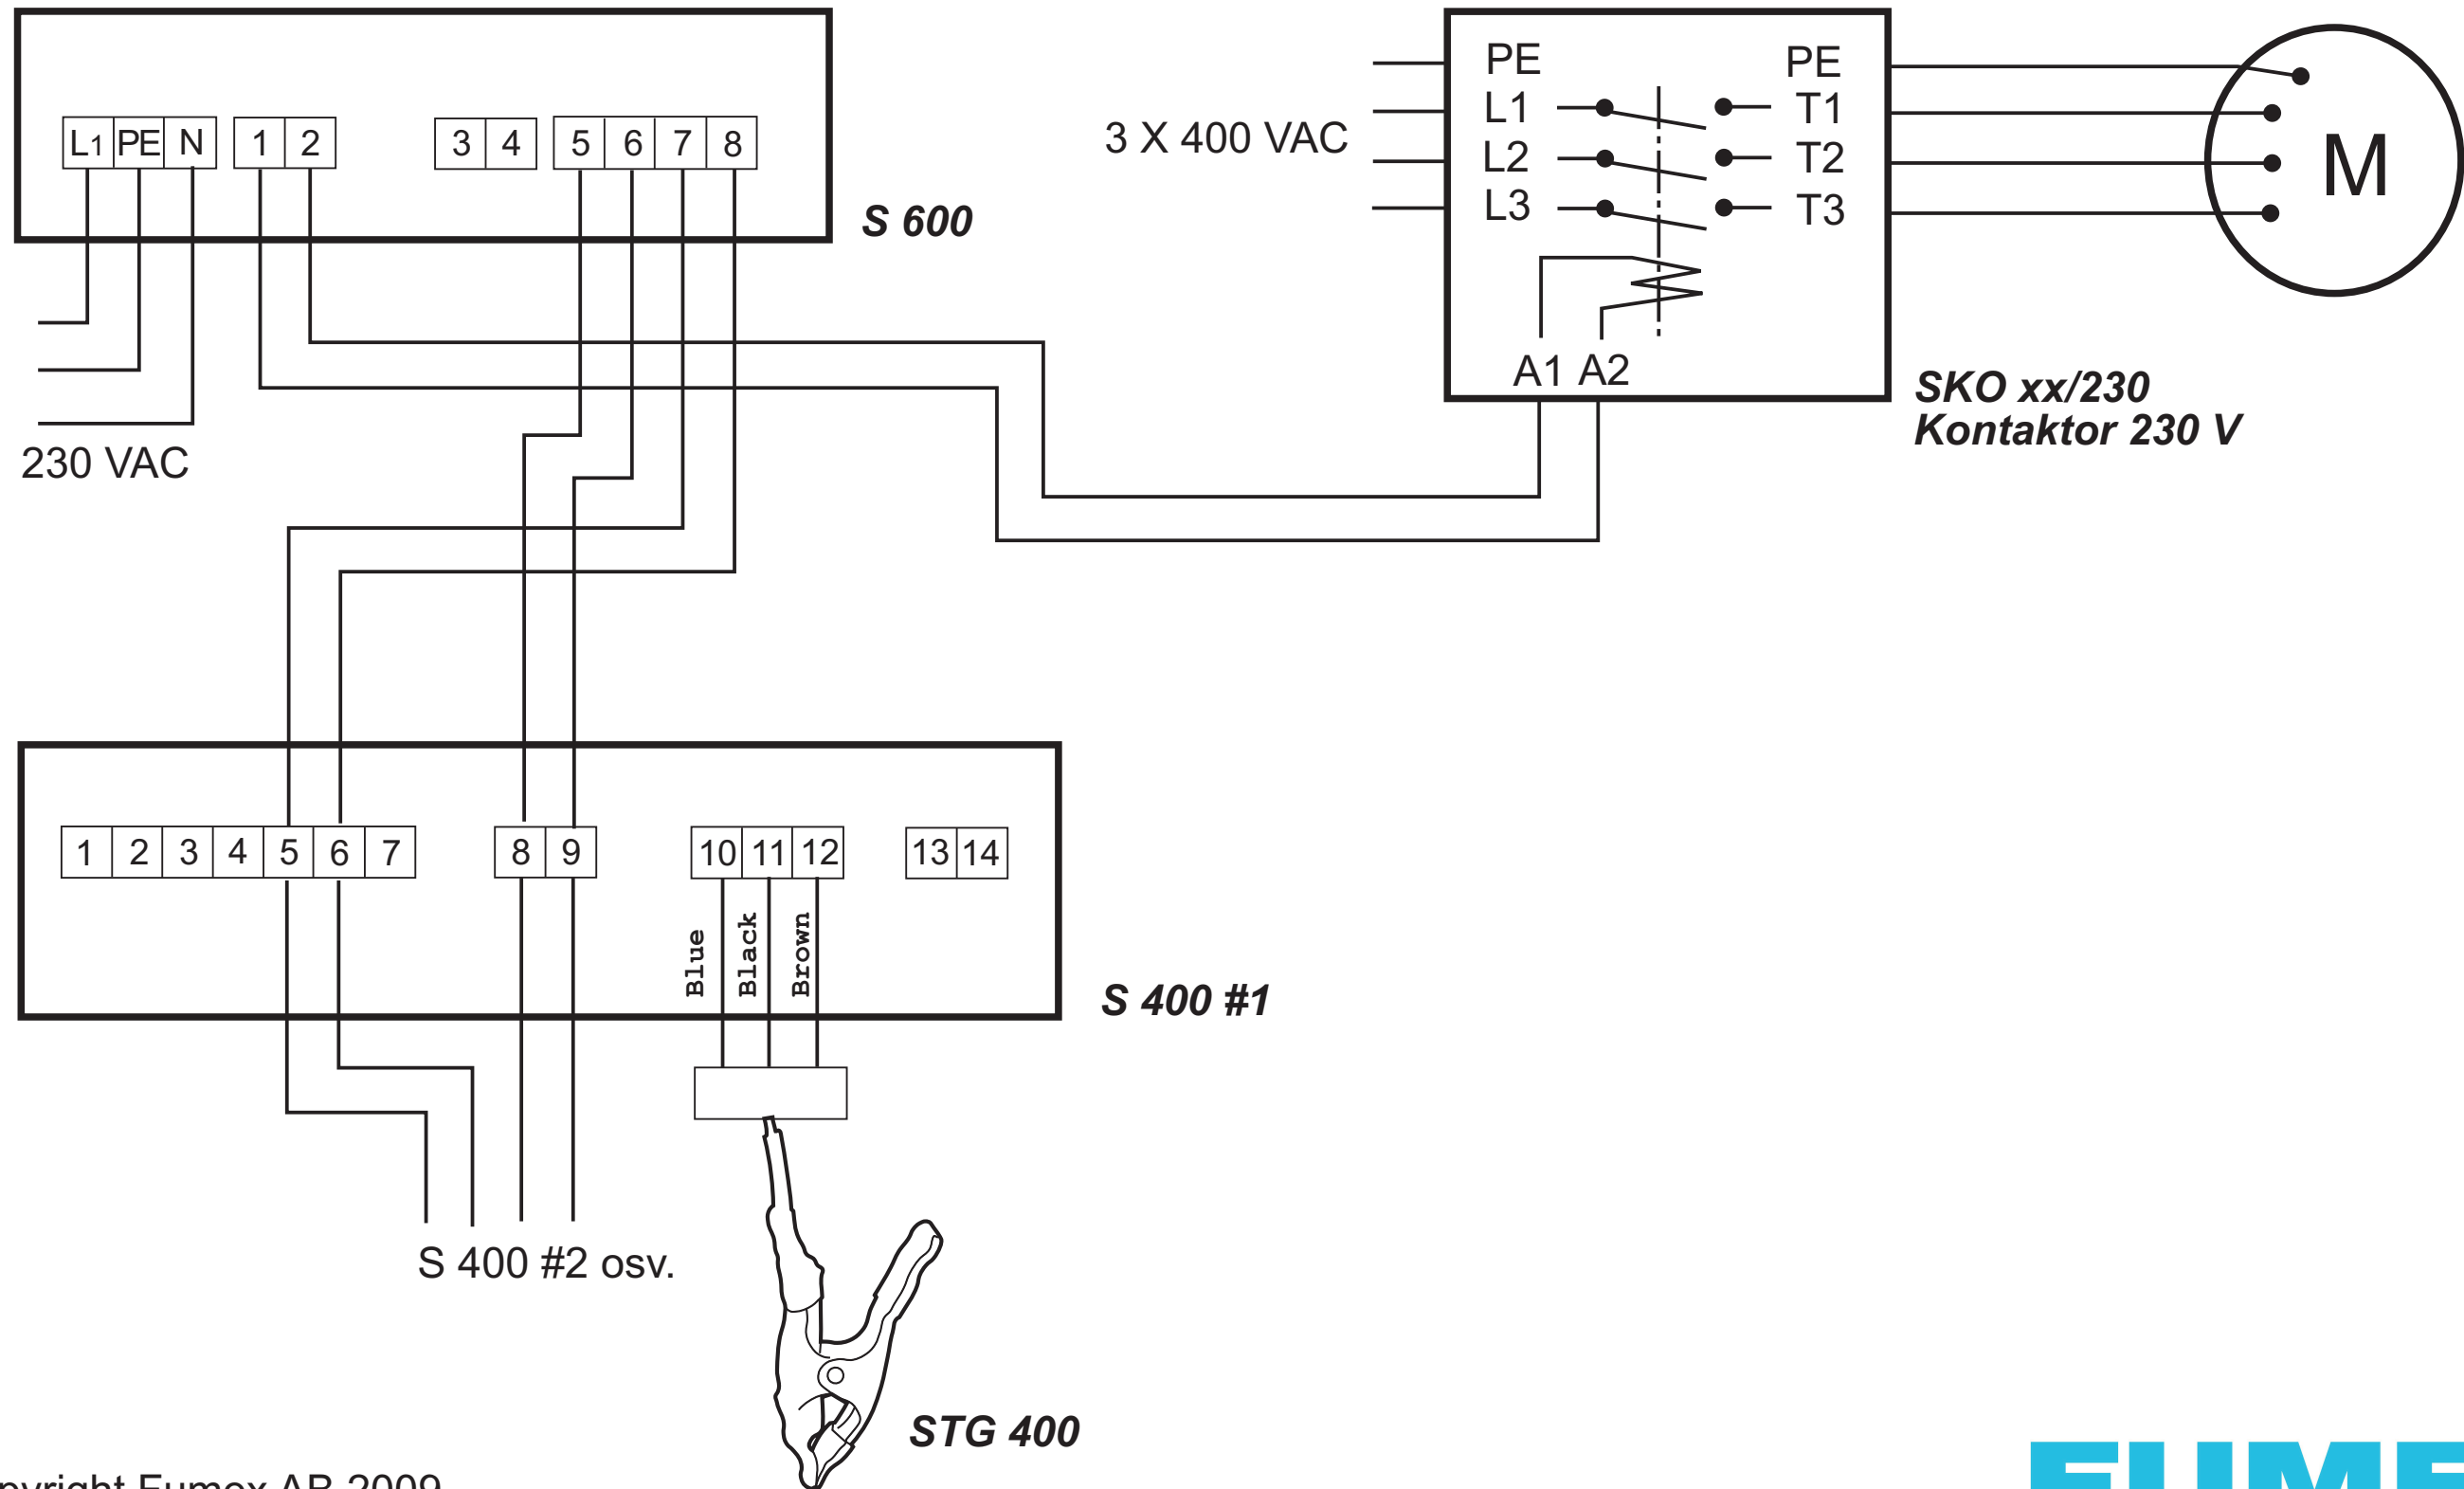 L1 PE N 1 2 3 4 5 6 7 8
S 600
230 VAC
3 X 400 VAC
PE PE
L1 T1
L2 T2
L3 T3
A1 A2
M
SKO xx/230
Kontaktor 230 V
1 2 3 4 5 6 7 8 9 10 11 12 13 14
Blue
Black
Brown
S 400 #1
S 400 #2 osv.
STG 400